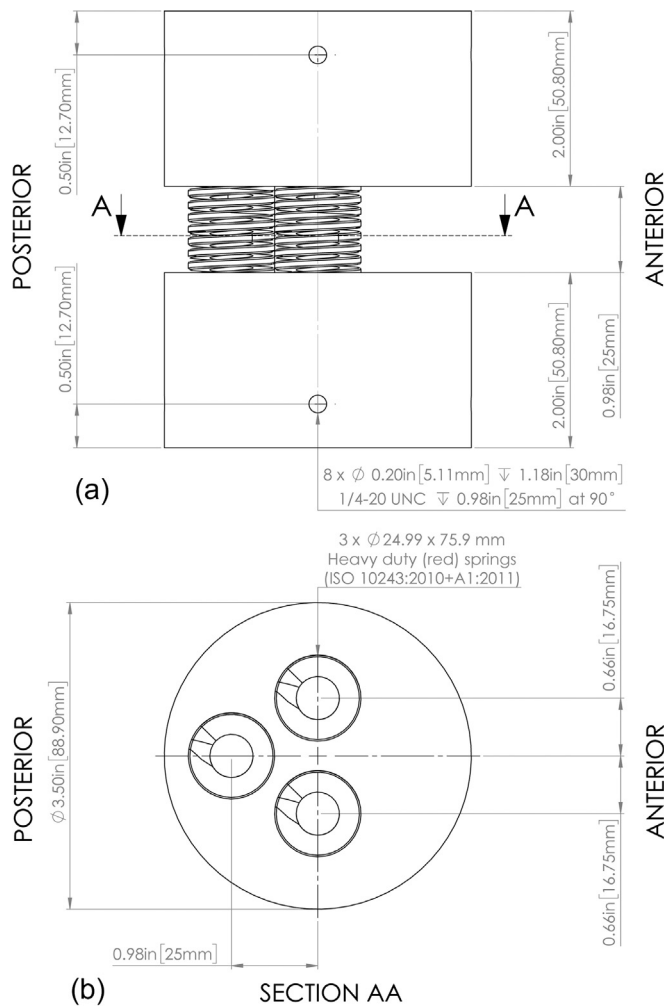 0.50in[12.70mm]
2.00in[50.80mm]
POSTERIOR
A
A
ANTERIOR
0.50in[12.70mm]
2.00in[50.80mm]
0.98in[25mm]
(a)
8 x ∅ 0.20in[5.11mm] ↧ 1.18in[30mm]
1/4-20 UNC ↧ 0.98in[25mm] at 90°
3 x ∅24.99 x 75.9 mm
Heavy duty (red) springs
(ISO 10243:2010+A1:2011)
0.66in[16.75mm]
POSTERIOR
∅3.50in[88.90mm]
ANTERIOR
0.66in[16.75mm]
0.98in[25mm]
(b)
SECTION AA